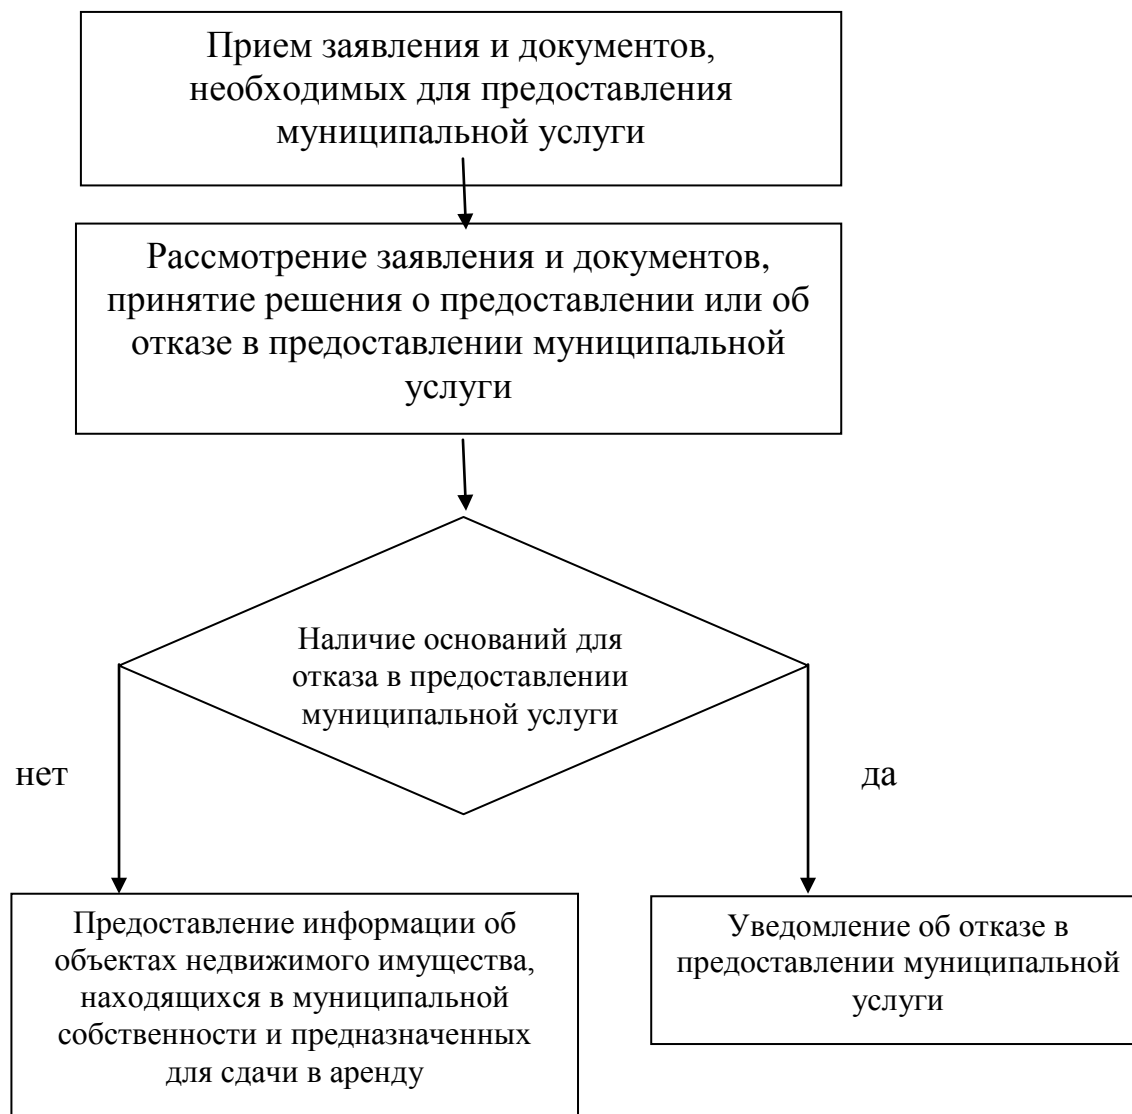 Прием заявления и документов,
необходимых для предоставления
муниципальной услуги
Рассмотрение заявления и документов,
принятие решения о предоставлении или об
отказе в предоставлении муниципальной
услуги
Наличие оснований для
отказа в предоставлении
муниципальной услуги
нет
да
Предоставление информации об
объектах недвижимого имущества,
находящихся в муниципальной
собственности и предназначенных
для сдачи в аренду
Уведомление об отказе в
предоставлении муниципальной
услуги